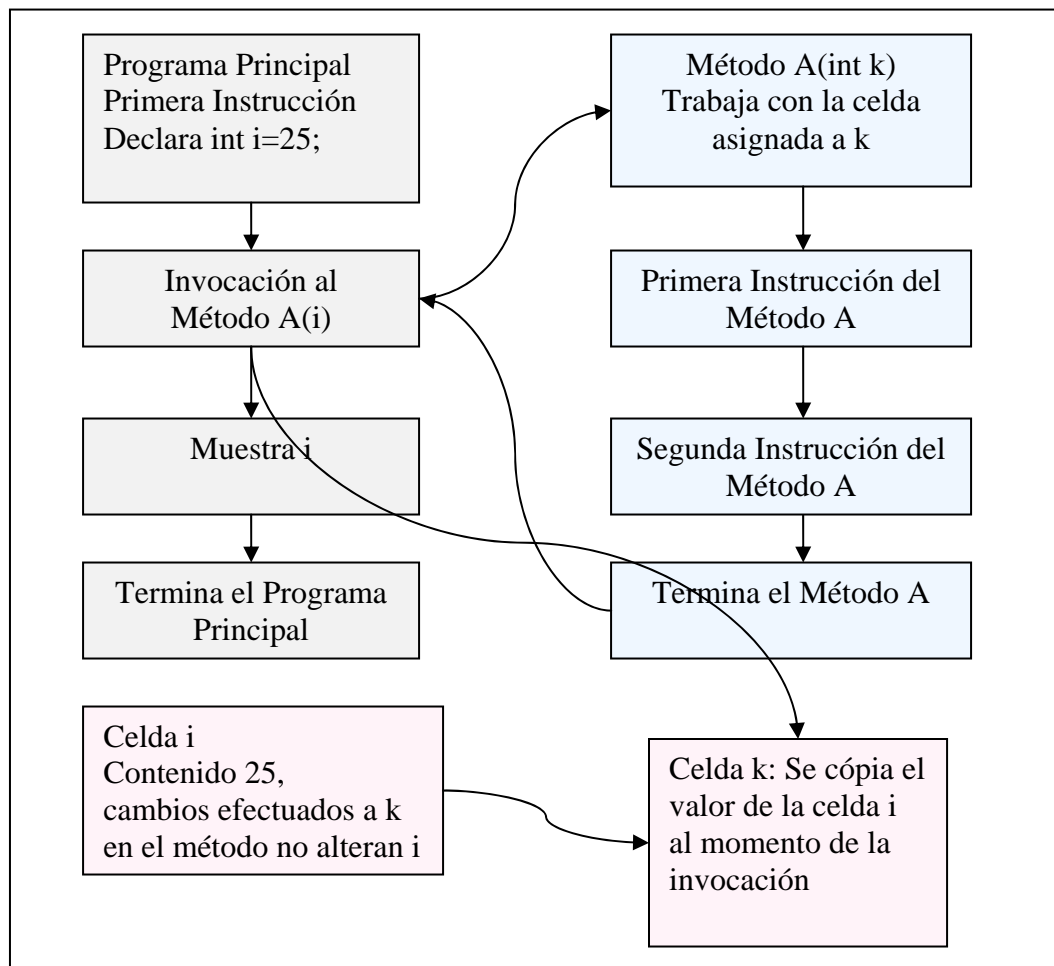 Programa Principal
Primera Instrucción
Declara int i=25;
Invocación al
Método A(i)
Muestra i
Termina el Programa
Principal
Método A(int k)
Trabaja con la celda
asignada a k
Primera Instrucción del
Método A
Segunda Instrucción del
Método A
Termina el Método A
Celda i
Contenido 25,
cambios efectuados a k
en el método no alteran i
Celda k: Se cópia el
valor de la celda i
al momento de la
invocación